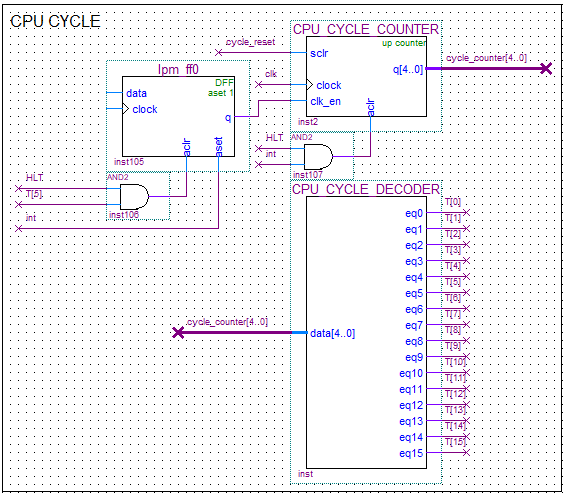 CPU CYCLE
CPU_CYCLE_COUNTER
up counter
cycle_reset
sclr
cycle_counter[4..0]
q[4..0]
lpm_ff0
DFF
aset 1
clk
clock
data
clk_en
clock
q
aclr
inst2
aclr
aset
HLT
AND2
int
inst105
inst107
HLT
AND2
T[5]
int
inst106
CPU_CYCLE_DECODER
T[0]
eq0
T[1]
eq1
T[2]
eq2
T[3]
eq3
T[4]
eq4
T[5]
eq5
T[6]
eq6
T[7]
cycle_counter[4..0]
data[4..0]
eq7
T[8]
eq8
T[9]
eq9
T[10]
eq10
T[11]
eq11
T[12]
eq12
T[13]
eq13
T[14]
eq14
T[15]
eq15
inst